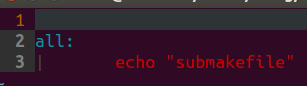 1
2 all:
3 |       echo "submakefile"